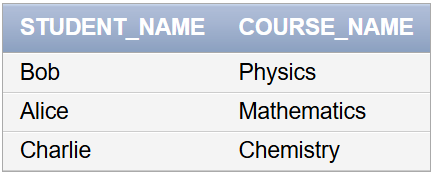 STUDENT_NAME COURSE_NAME
Bob Physics
Alice Mathematics
Charlie Chemistry